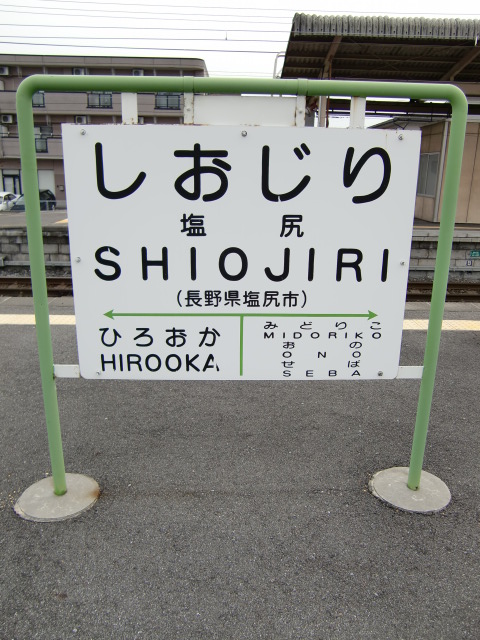 しおじり
塩尻
SHIOJIRI
(長野県塩尻市)
ひろおか
HIROOKA
みどりこ
MIDORIKO
おの
ONO
せば
SEBA